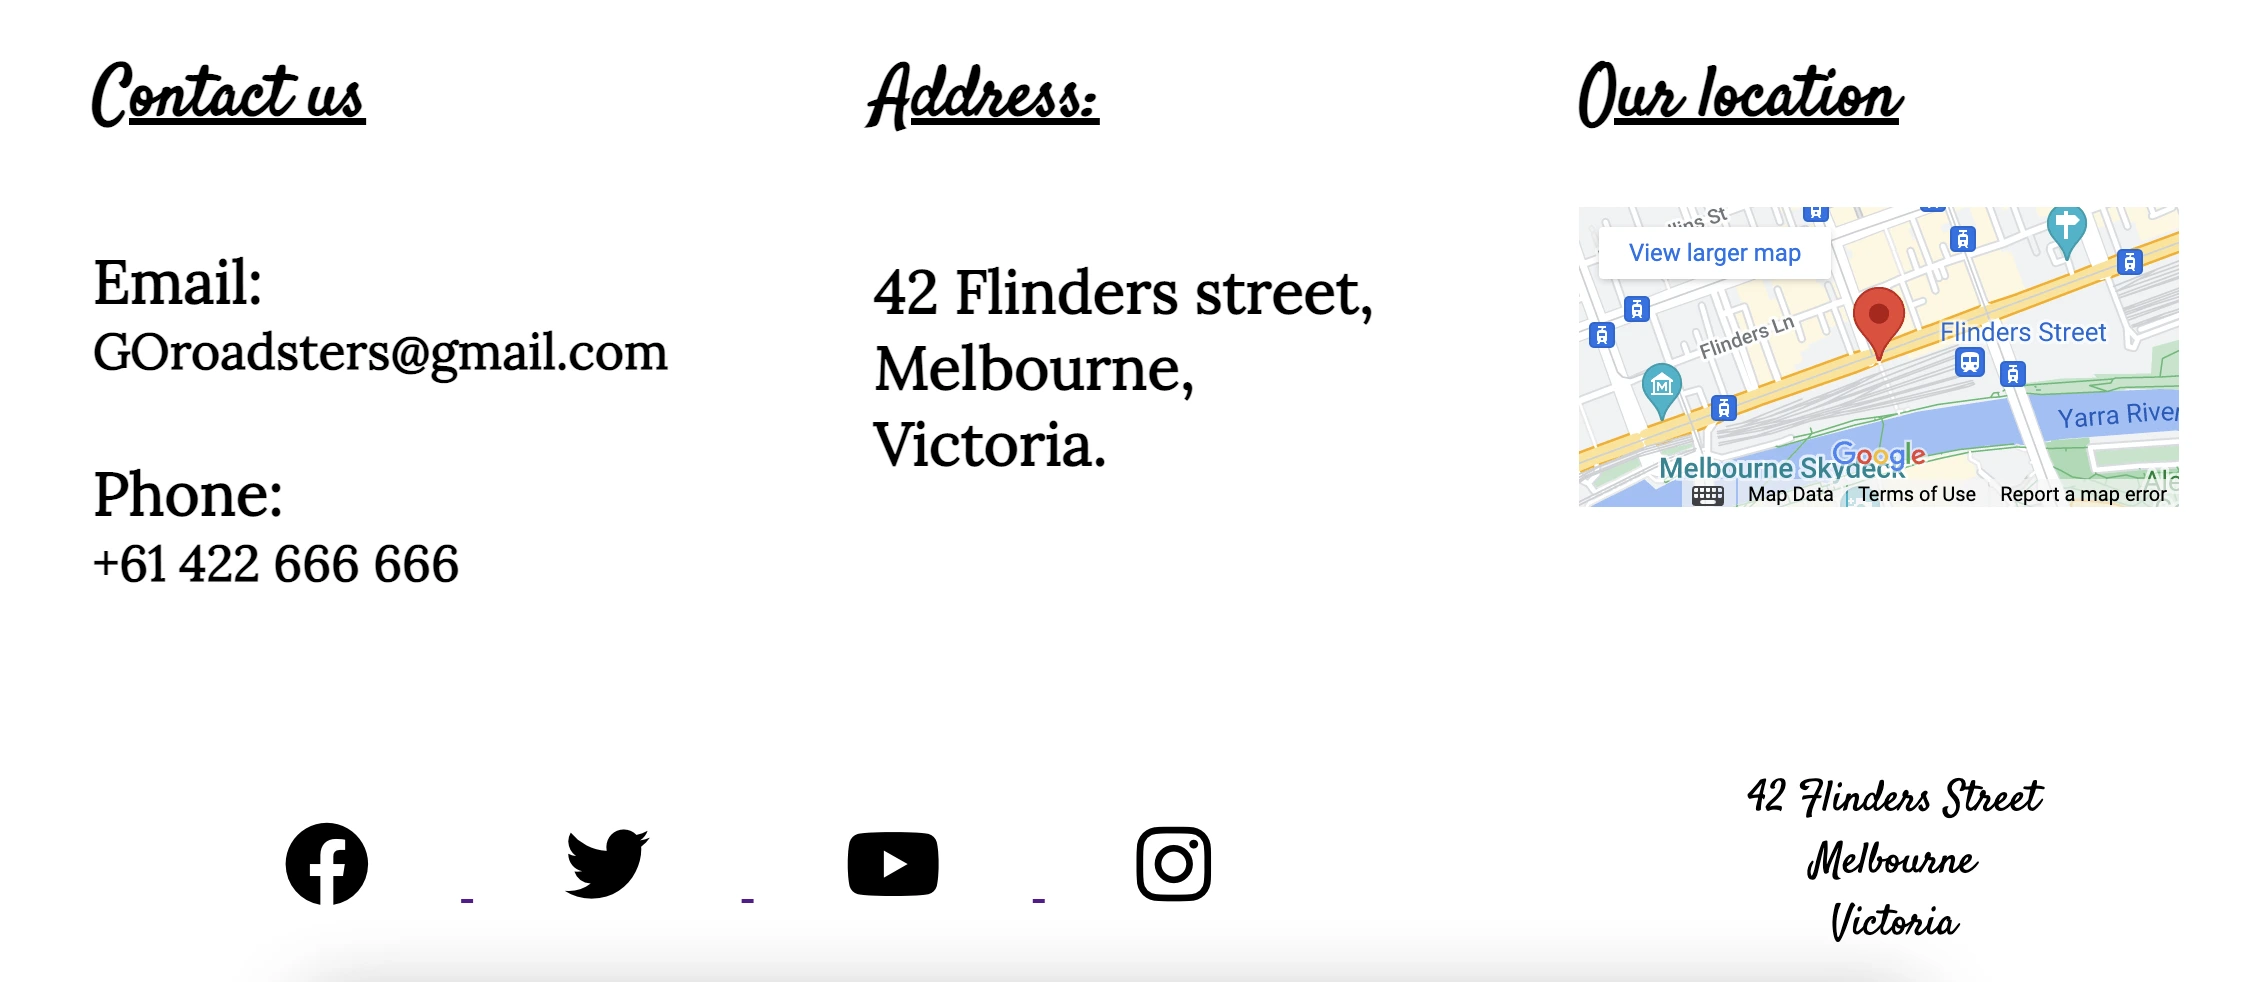 Contact us
Address:
Our location
Email:
GOroadsters@gmail.com
Phone:
+61 422 666 666
42 Flinders street,
Melbourne,
Victoria.
View larger map
St
Flinders Ln
Flinders Street
Yarra River
Melbourne Skydeck
Google
Map Data
Terms of Use
Report a map error
42 Flinders Street
Melbourne
Victoria